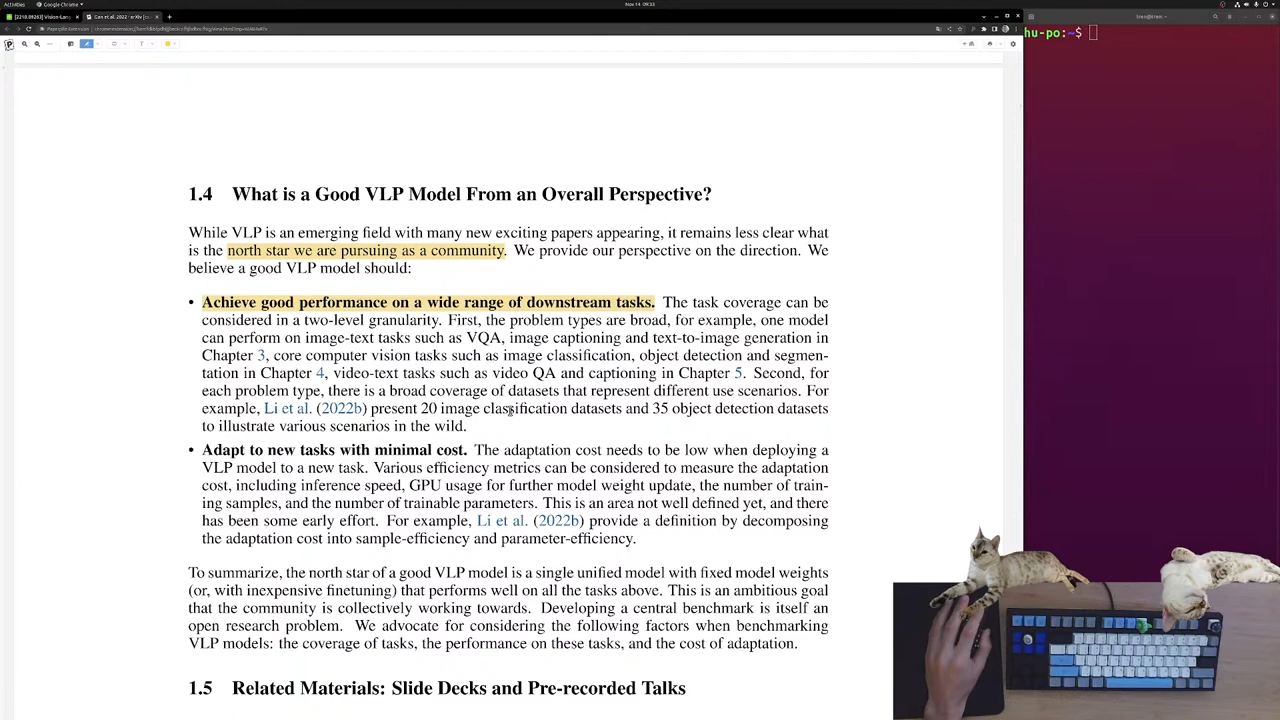 Activities
Google Chrome
Nov 14 09:33
Gan et al. 2022
1.4 What is a Good VLP Model From an Overall Perspective?
While VLP is an emerging field with many new exciting papers appearing, it remains less clear what
is the north star we are pursuing as a community. We provide our perspective on the direction. We
believe a good VLP model should:
• Achieve good performance on a wide range of downstream tasks. The task coverage can be
considered in a two-level granularity. First, the problem types are broad, for example, one model
can perform on image-text tasks such as VQA, image captioning and text-to-image generation in
Chapter 3, core computer vision tasks such as image classification, object detection and segmen-
tation in Chapter 4, video-text tasks such as video QA and captioning in Chapter 5. Second, for
each problem type, there is a broad coverage of datasets that represent different use scenarios. For
example, Li et al. (2022b) present 20 image classification datasets and 35 object detection datasets
to illustrate various scenarios in the wild.
• Adapt to new tasks with minimal cost. The adaptation cost needs to be low when deploying a
VLP model to a new task. Various efficiency metrics can be considered to measure the adaptation
cost, including inference speed, GPU usage for further model weight update, the number of train-
ing samples, and the number of trainable parameters. This is an area not well defined yet, and there
has been some early effort. For example, Li et al. (2022b) provide a definition by decomposing
the adaptation cost into sample-efficiency and parameter-efficiency.
To summarize, the north star of a good VLP model is a single unified model with fixed model weights
(or, with inexpensive finetuning) that performs well on all the tasks above. This is an ambitious goal
that the community is collectively working towards. Developing a central benchmark is itself an
open research problem. We advocate for considering the following factors when benchmarking
VLP models: the coverage of tasks, the performance on these tasks, and the cost of adaptation.
1.5 Related Materials: Slide Decks and Pre-recorded Talks
hu-po:~$